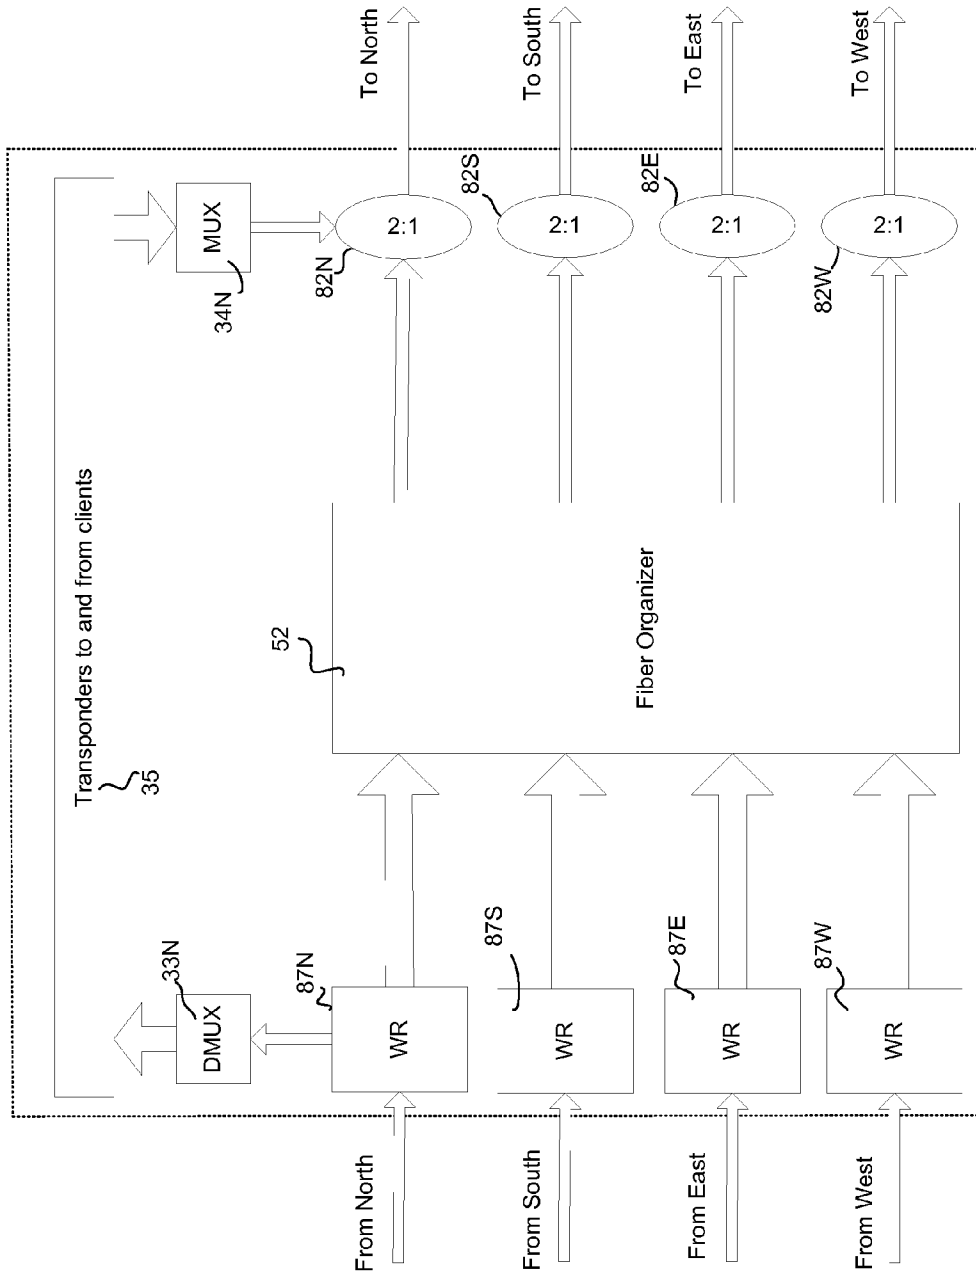 Transponders to and from clients
35
DMUX
33N
MUX
34N
From North
WR
87N
2:1
82N
To North
From South
WR
87S
2:1
82S
To South
52
Fiber Organizer
From East
WR
87E
2:1
82E
To East
From West
WR
87W
2:1
82W
To West